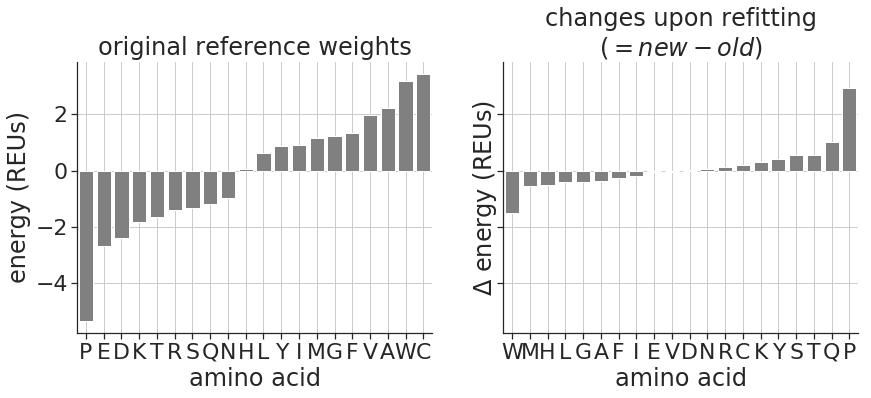 original reference weights
energy (REUs)
2
0
−2
−4
P E D K T R S Q N H L Y I M G F V A W C
amino acid
changes upon refitting
(= new − old)
Δ energy (REUs)
W M H L G A F I E V D N R C K Y S T Q P
amino acid